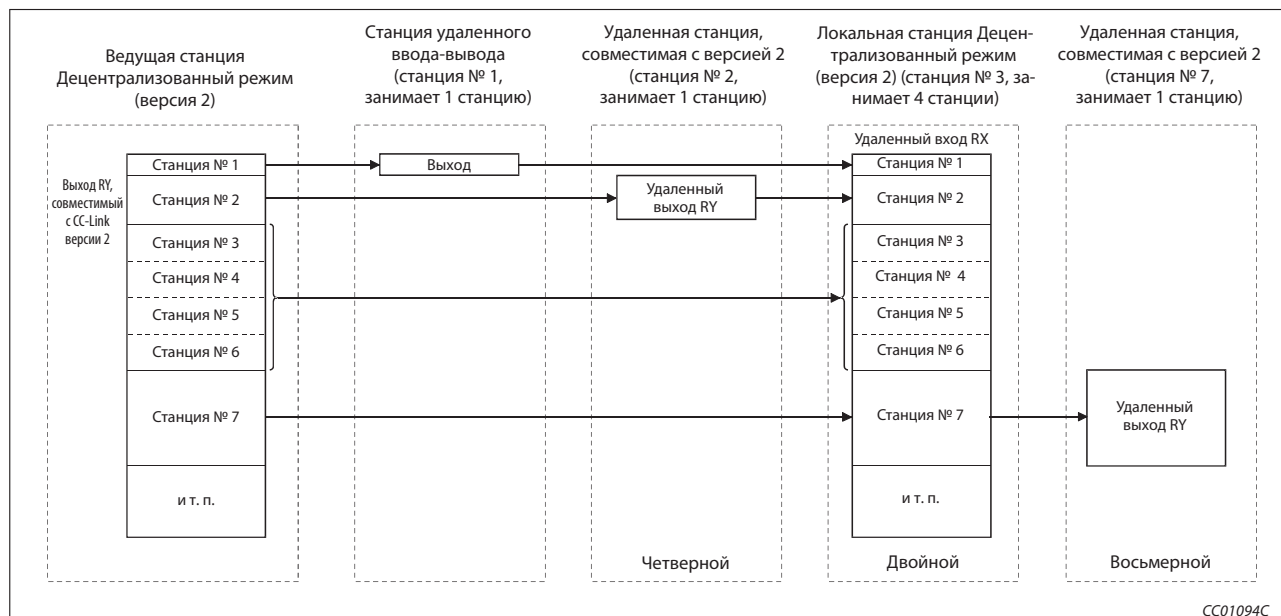 Ведущая станция
Децентрализованный режим
(версия 2)
Станция удаленного
ввода-вывода
(станция № 1,
занимает 1 станцию)
Удаленная станция,
совместимая с версией 2
(станция № 2,
занимает 1 станцию)
Локальная станция Децен-
трализованный режим
(версия 2) (станция № 3, за-
нимает 4 станции)
Удаленная станция,
совместимая с версией 2
(станция № 7,
занимает 1 станцию)
Выход RY,
совместимый
с CC-Link
версии 2
Станция № 1
Станция № 2
Станция № 3
Станция № 4
Станция № 5
Станция № 6
Станция № 7
и т. п.
Выход
Удаленный
выход RY
Четверной
Удаленный вход RX
Станция № 1
Станция № 2
Станция № 3
Станция № 4
Станция № 5
Станция № 6
Станция № 7
и т. п.
Двойной
Удаленный
выход RY
Восьмерной
CC01094C